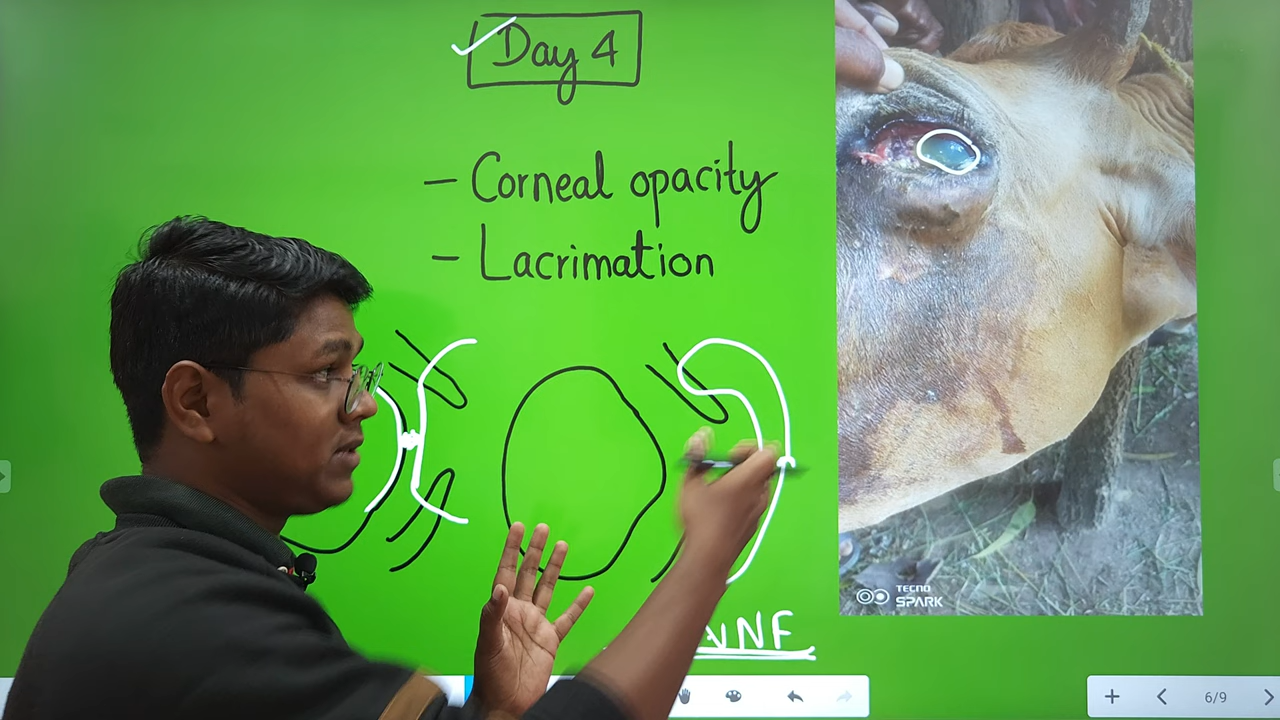 Day 4
– Corneal opacity
– Lacrimation
TECNO
SPARK
6/9